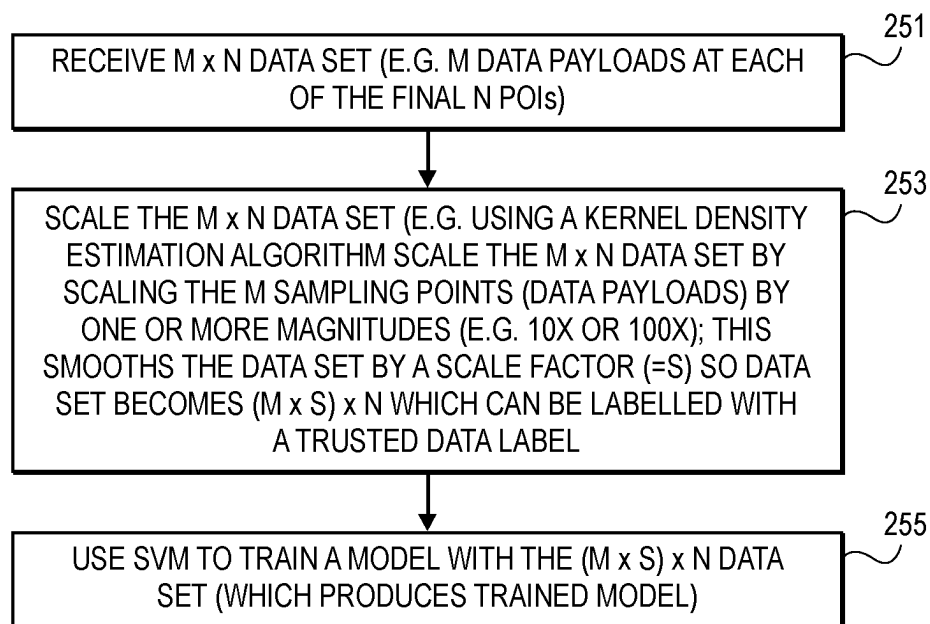 251
RECEIVE M x N DATA SET (E.G. M DATA PAYLOADS AT EACH
OF THE FINAL N POIs)
253
SCALE THE M x N DATA SET (E.G. USING A KERNEL DENSITY
ESTIMATION ALGORITHM SCALE THE M x N DATA SET BY
SCALING THE M SAMPLING POINTS (DATA PAYLOADS) BY
ONE OR MORE MAGNITUDES (E.G. 10X OR 100X); THIS
SMOOTHS THE DATA SET BY A SCALE FACTOR (=S) SO DATA
SET BECOMES (M x S) x N WHICH CAN BE LABELLED WITH
A TRUSTED DATA LABEL
255
USE SVM TO TRAIN A MODEL WITH THE (M x S) x N DATA
SET (WHICH PRODUCES TRAINED MODEL)